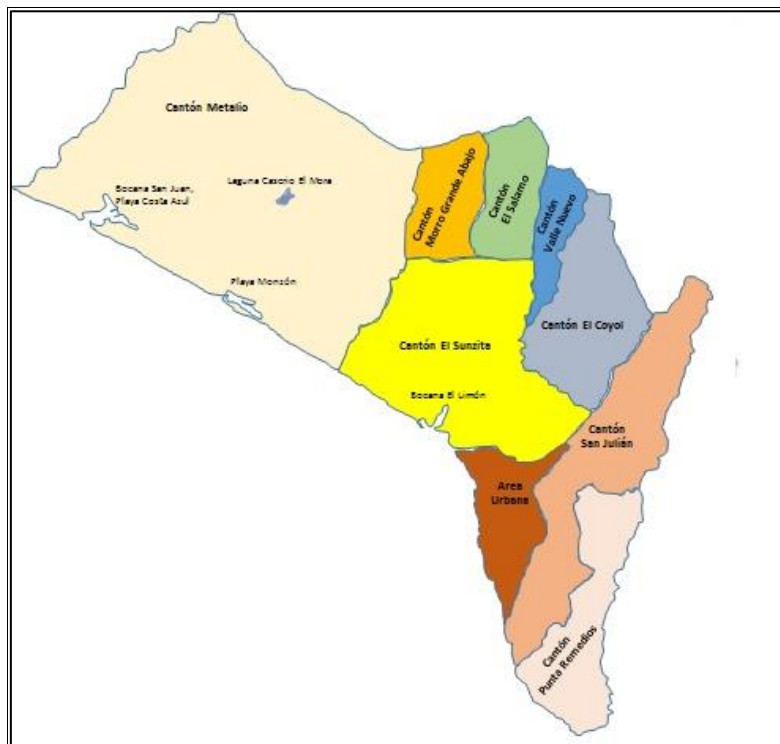 Cantón Metalio
Laguna Caserio El Mora
Bocana San Juan,
Playa Costa Azul
Playa Monzón
Cantón
Morro Grande Abajo
Cantón
El Salamo
Cantón
Valle Nuevo
Cantón El Coyol
Cantón El Sunzita
Bocana El Limón
Cantón
San Julián
Area
Urbana
Cantón
Punta Remedios